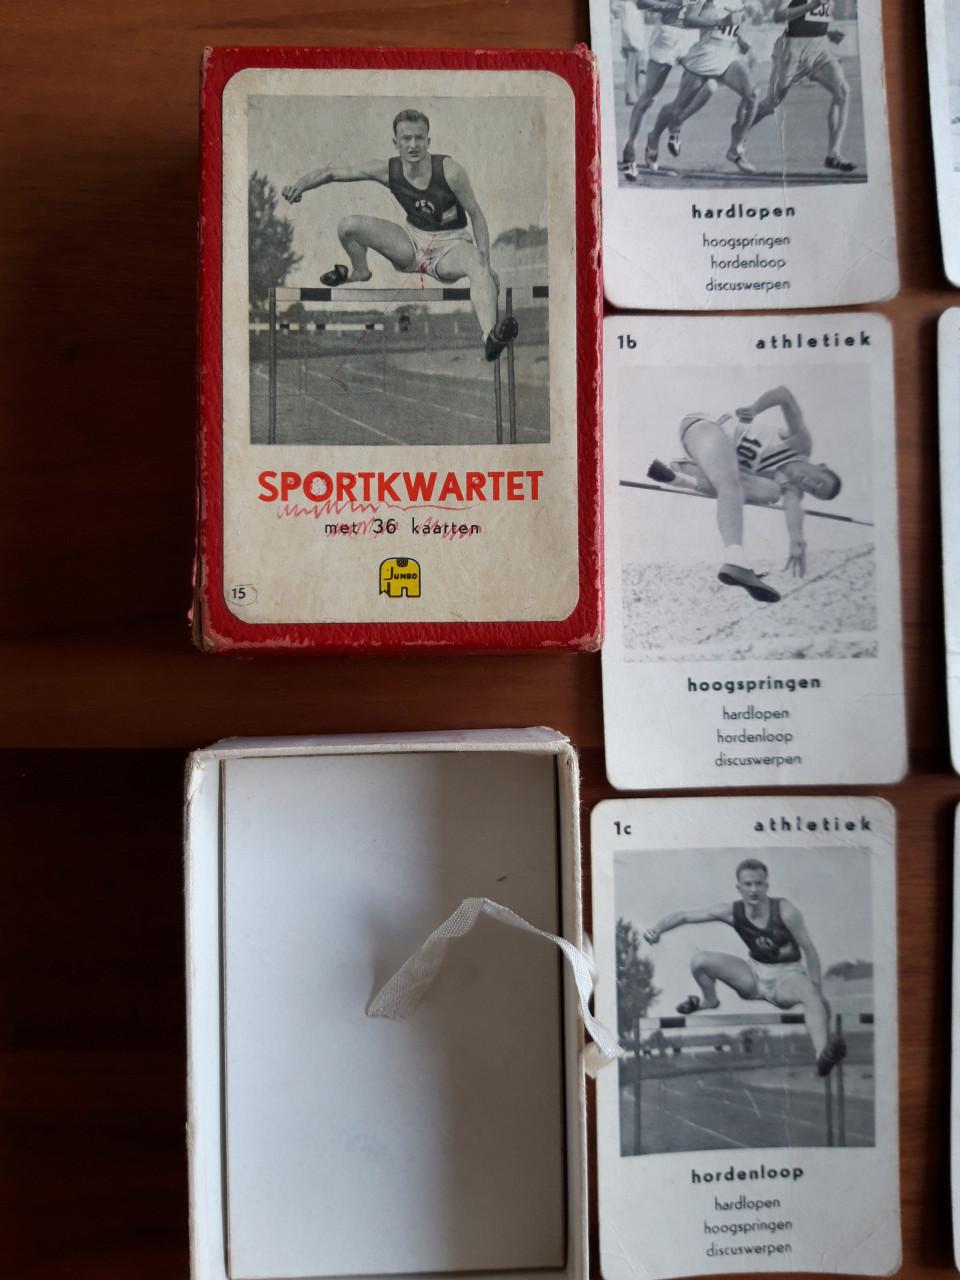 SPORTKWARTET
met 36 kaarten
JUMBO
15
412
hardlopen
hoogspringen
hordenloop
discuswerpen
1b athletiek
hoogspringen
hardlopen
hordenloop
discuswerpen
1c athletiek
hordenloop
hardlopen
hoogspringen
discuswerpen